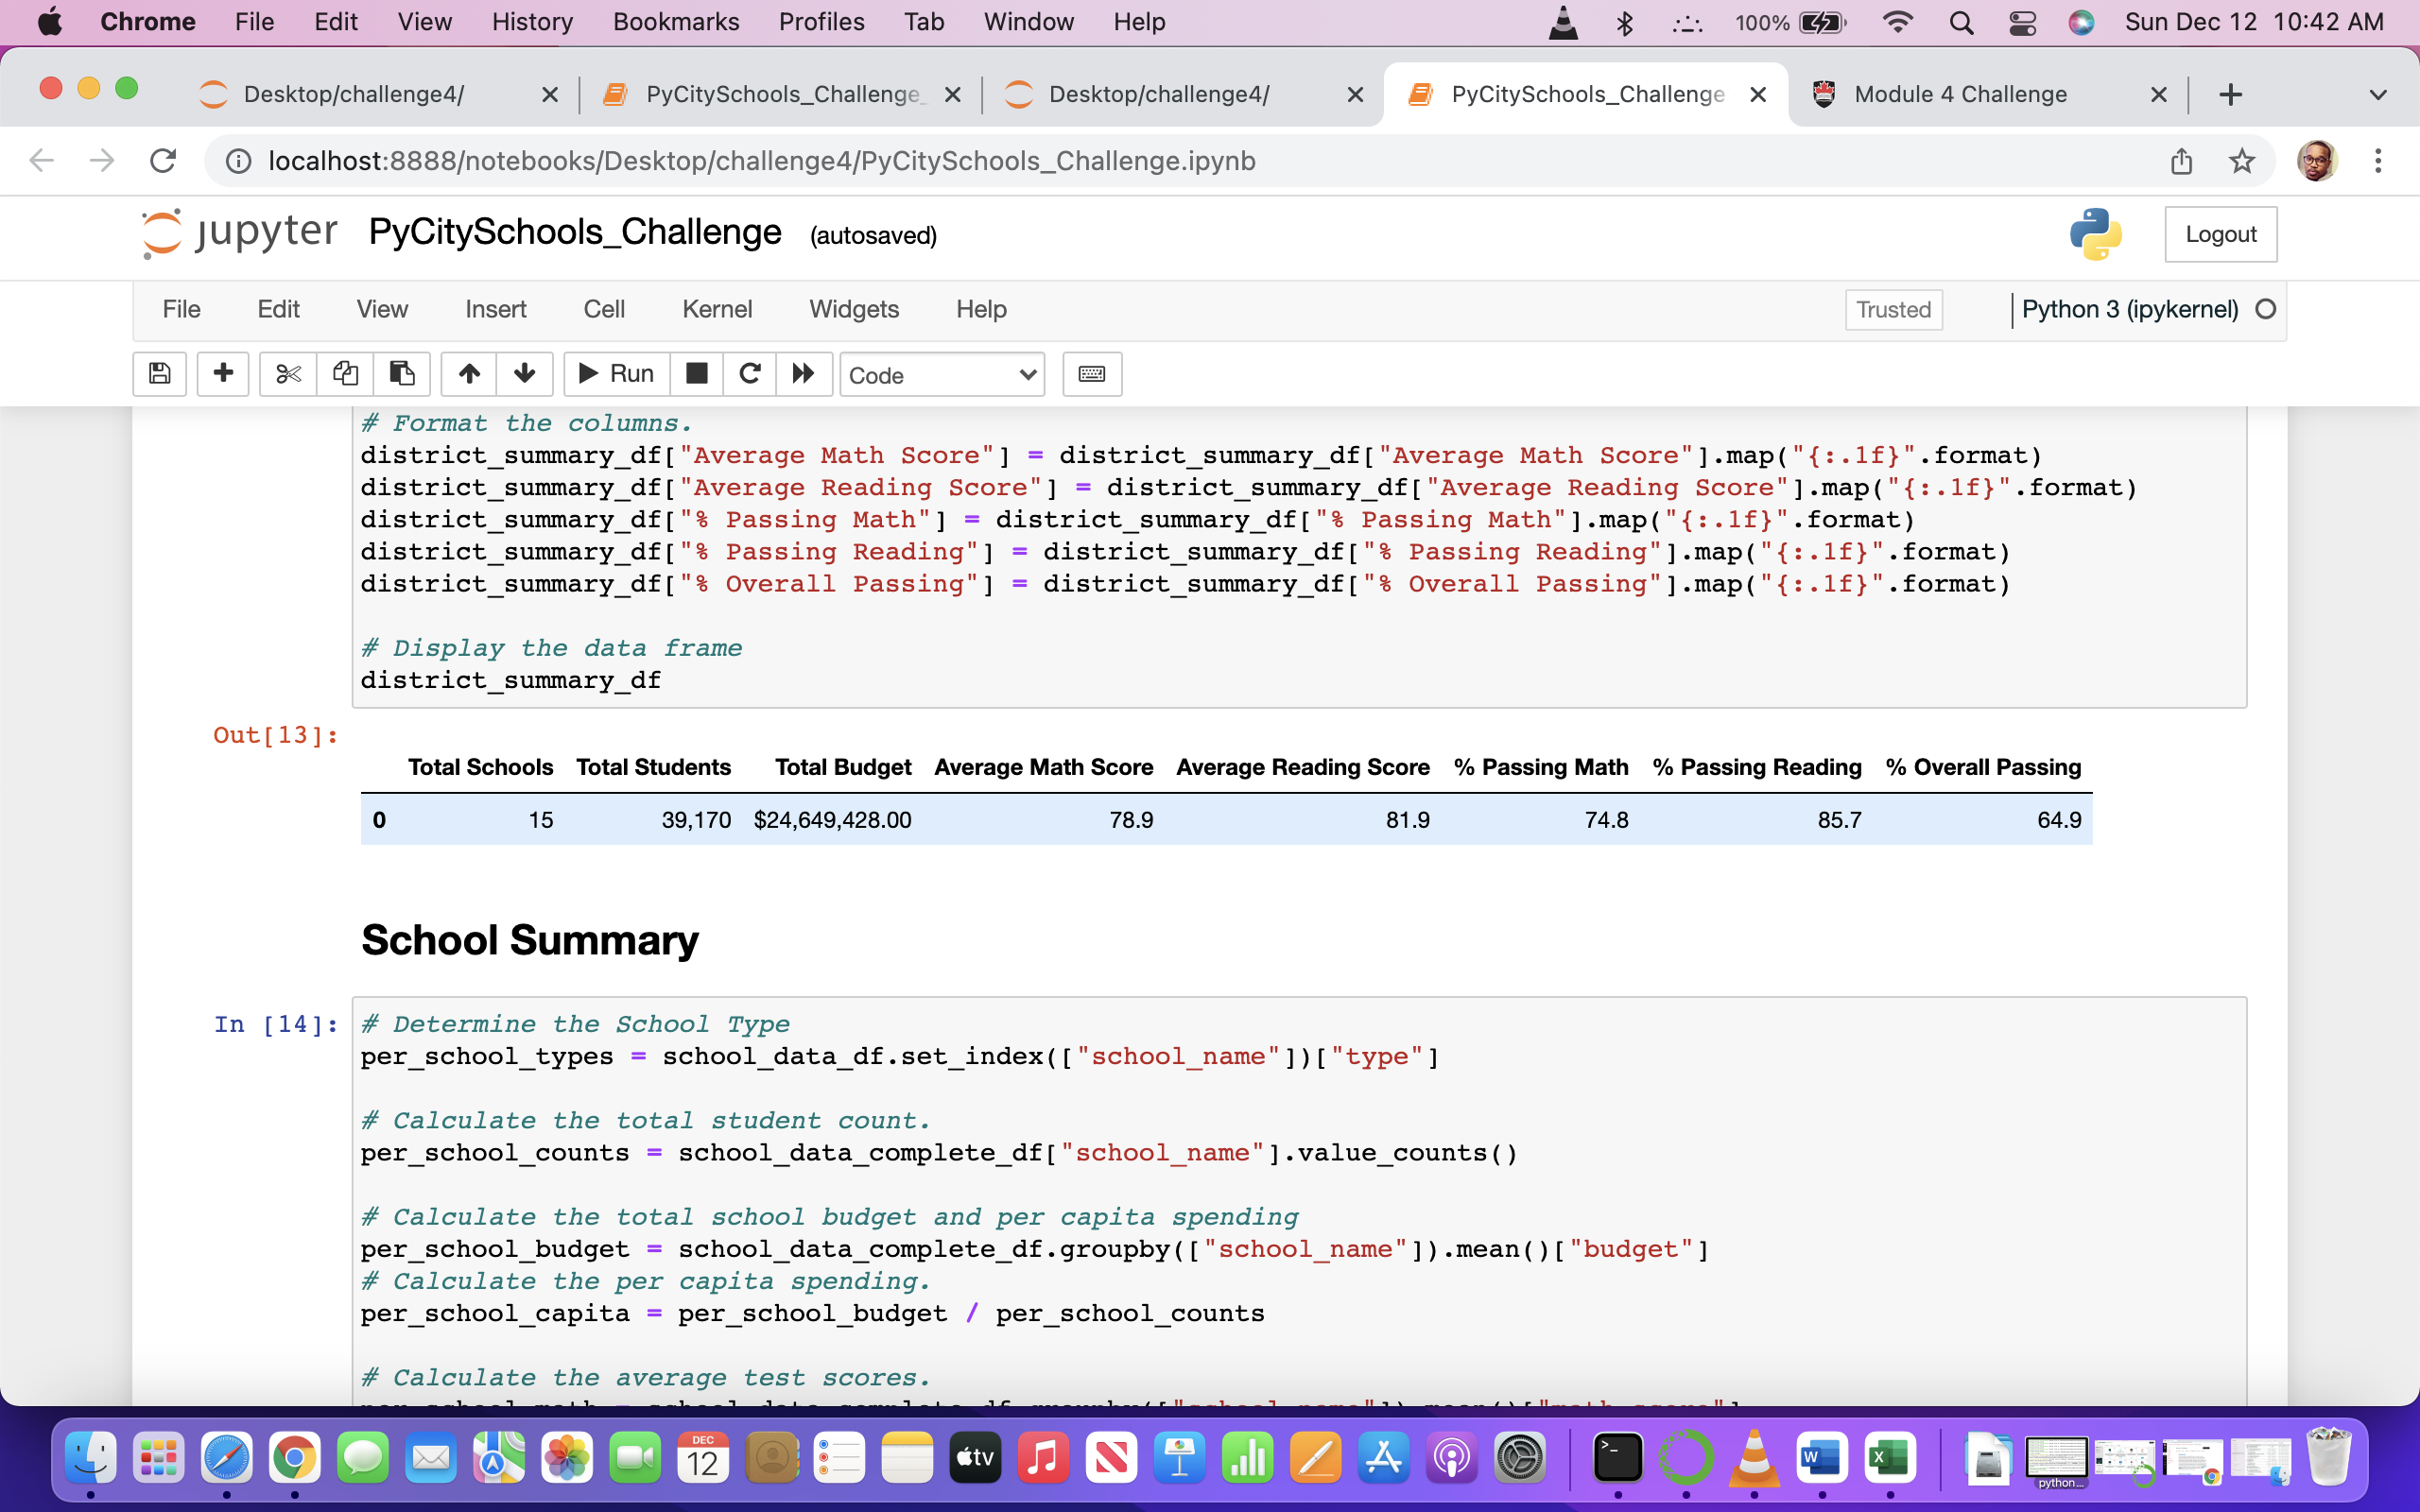 Chrome File Edit View History Bookmarks Profiles Tab Window Help 100% Sun Dec 12 10:42 AM
Desktop/challenge4/ PyCitySchools_Challenge_ Desktop/challenge4/ PyCitySchools_Challenge Module 4 Challenge
localhost:8888/notebooks/Desktop/challenge4/PyCitySchools_Challenge.ipynb
jupyter PyCitySchools_Challenge (autosaved) Logout
File Edit View Insert Cell Kernel Widgets Help Trusted Python 3 (ipykernel)
Run Code
# Format the columns.
district_summary_df["Average Math Score"] = district_summary_df["Average Math Score"].map("{:.1f}".format)
district_summary_df["Average Reading Score"] = district_summary_df["Average Reading Score"].map("{:.1f}".format)
district_summary_df["% Passing Math"] = district_summary_df["% Passing Math"].map("{:.1f}".format)
district_summary_df["% Passing Reading"] = district_summary_df["% Passing Reading"].map("{:.1f}".format)
district_summary_df["% Overall Passing"] = district_summary_df["% Overall Passing"].map("{:.1f}".format)
# Display the data frame
district_summary_df
Out[13]:
Total Schools Total Students Total Budget Average Math Score Average Reading Score % Passing Math % Passing Reading % Overall Passing
0 15 39,170 $24,649,428.00 78.9 81.9 74.8 85.7 64.9
School Summary
In [14]: # Determine the School Type
per_school_types = school_data_df.set_index(["school_name"])["type"]
# Calculate the total student count.
per_school_counts = school_data_complete_df["school_name"].value_counts()
# Calculate the total school budget and per capita spending
per_school_budget = school_data_complete_df.groupby(["school_name"]).mean()["budget"]
# Calculate the per capita spending.
per_school_capita = per_school_budget / per_school_counts
# Calculate the average test scores.
per_school_math = school_data_complete_df.groupby(["school_name"]).mean()["math_score"]
DEC
12
tv
W
X
python...